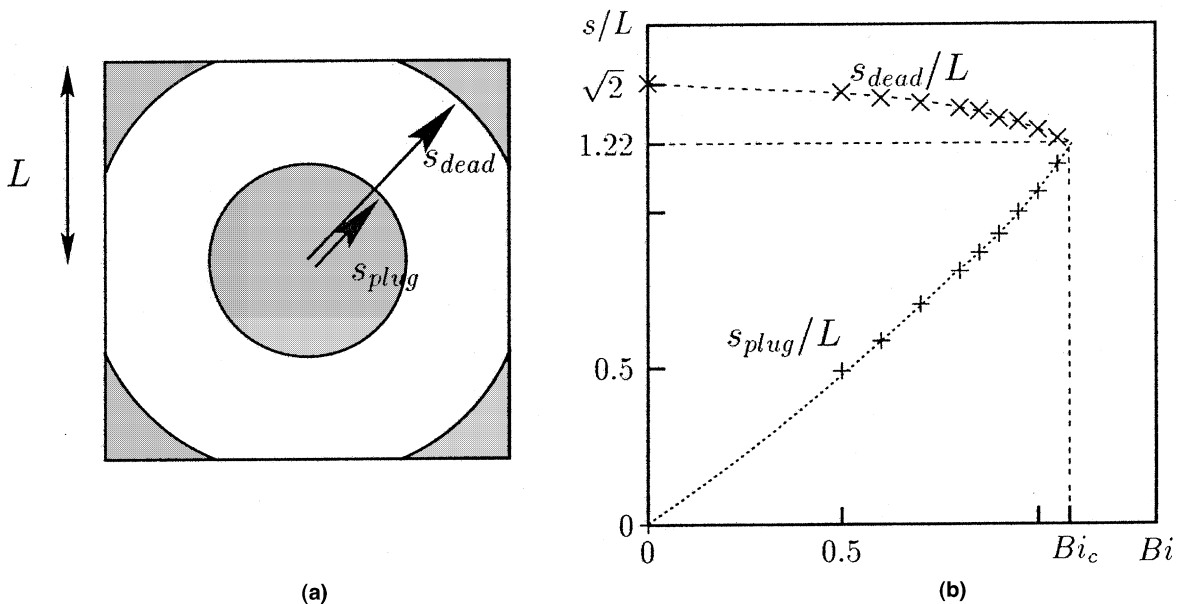 L
s_dead
s_plug
(a)
s/L
√2
1.22
0.5
0
s_dead/L
s_plug/L
0
0.5
Bi_c
Bi
(b)